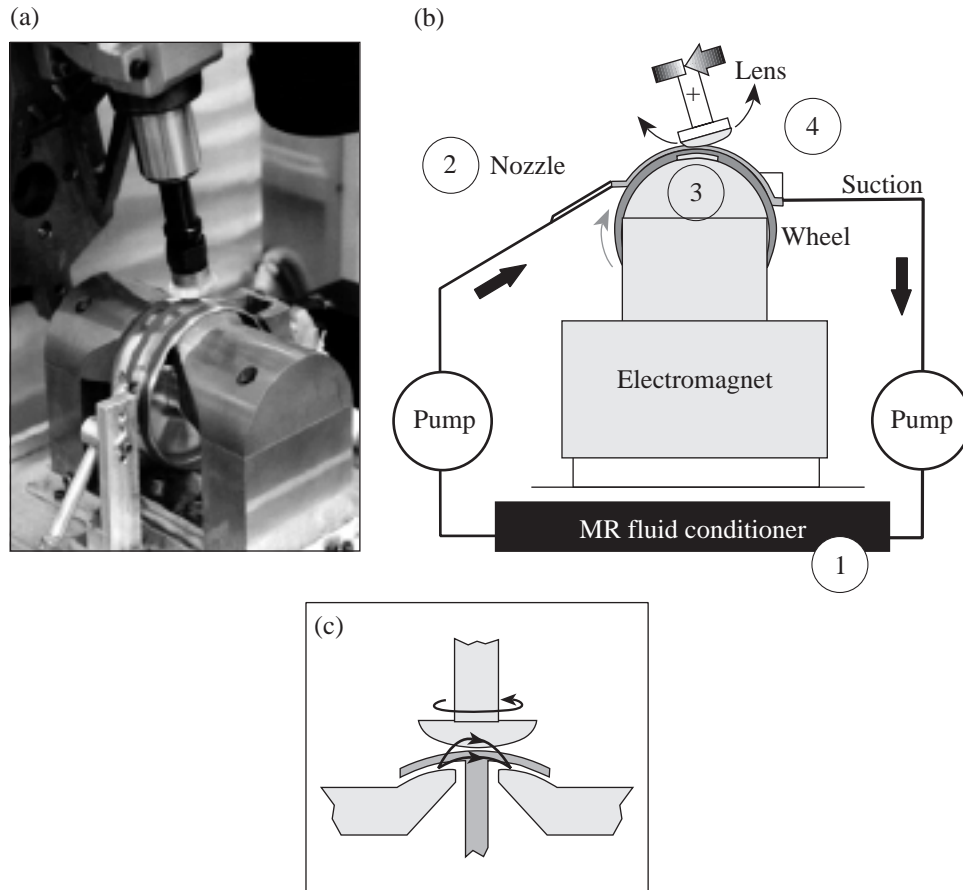 (a)
(b)
Lens
+
4
2 Nozzle
3
Suction
Wheel
Electromagnet
Pump
Pump
MR fluid conditioner
1
(c)